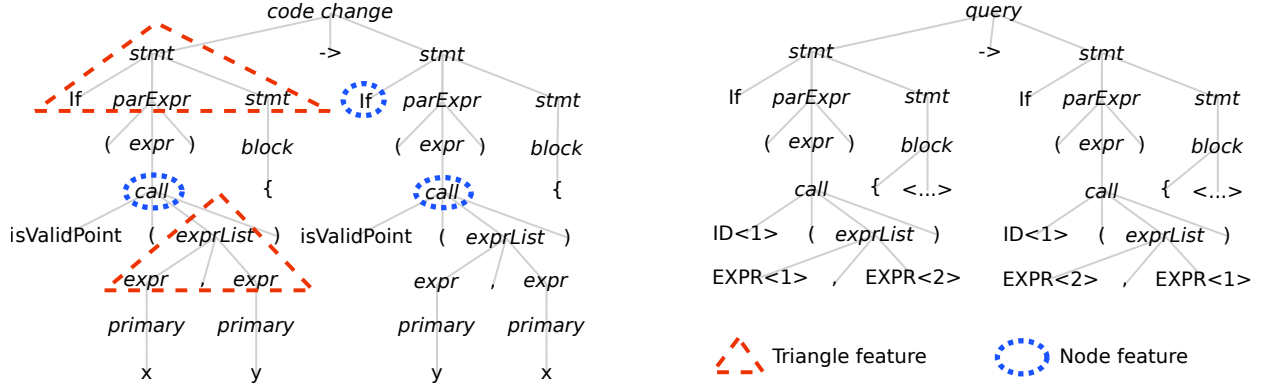 code change
stmt -> stmt
If parExpr stmt If parExpr stmt
( expr ) block ( expr ) block
call { call {
isValidPoint ( exprList ) isValidPoint ( exprList )
expr , expr expr , expr
primary primary primary primary
x y y x
query
stmt -> stmt
If parExpr stmt If parExpr stmt
( expr ) block ( expr ) block
call { <...> call { <...>
ID<1> ( exprList ) ID<1> ( exprList )
EXPR<1> , EXPR<2> EXPR<2> , EXPR<1>
Triangle feature Node feature